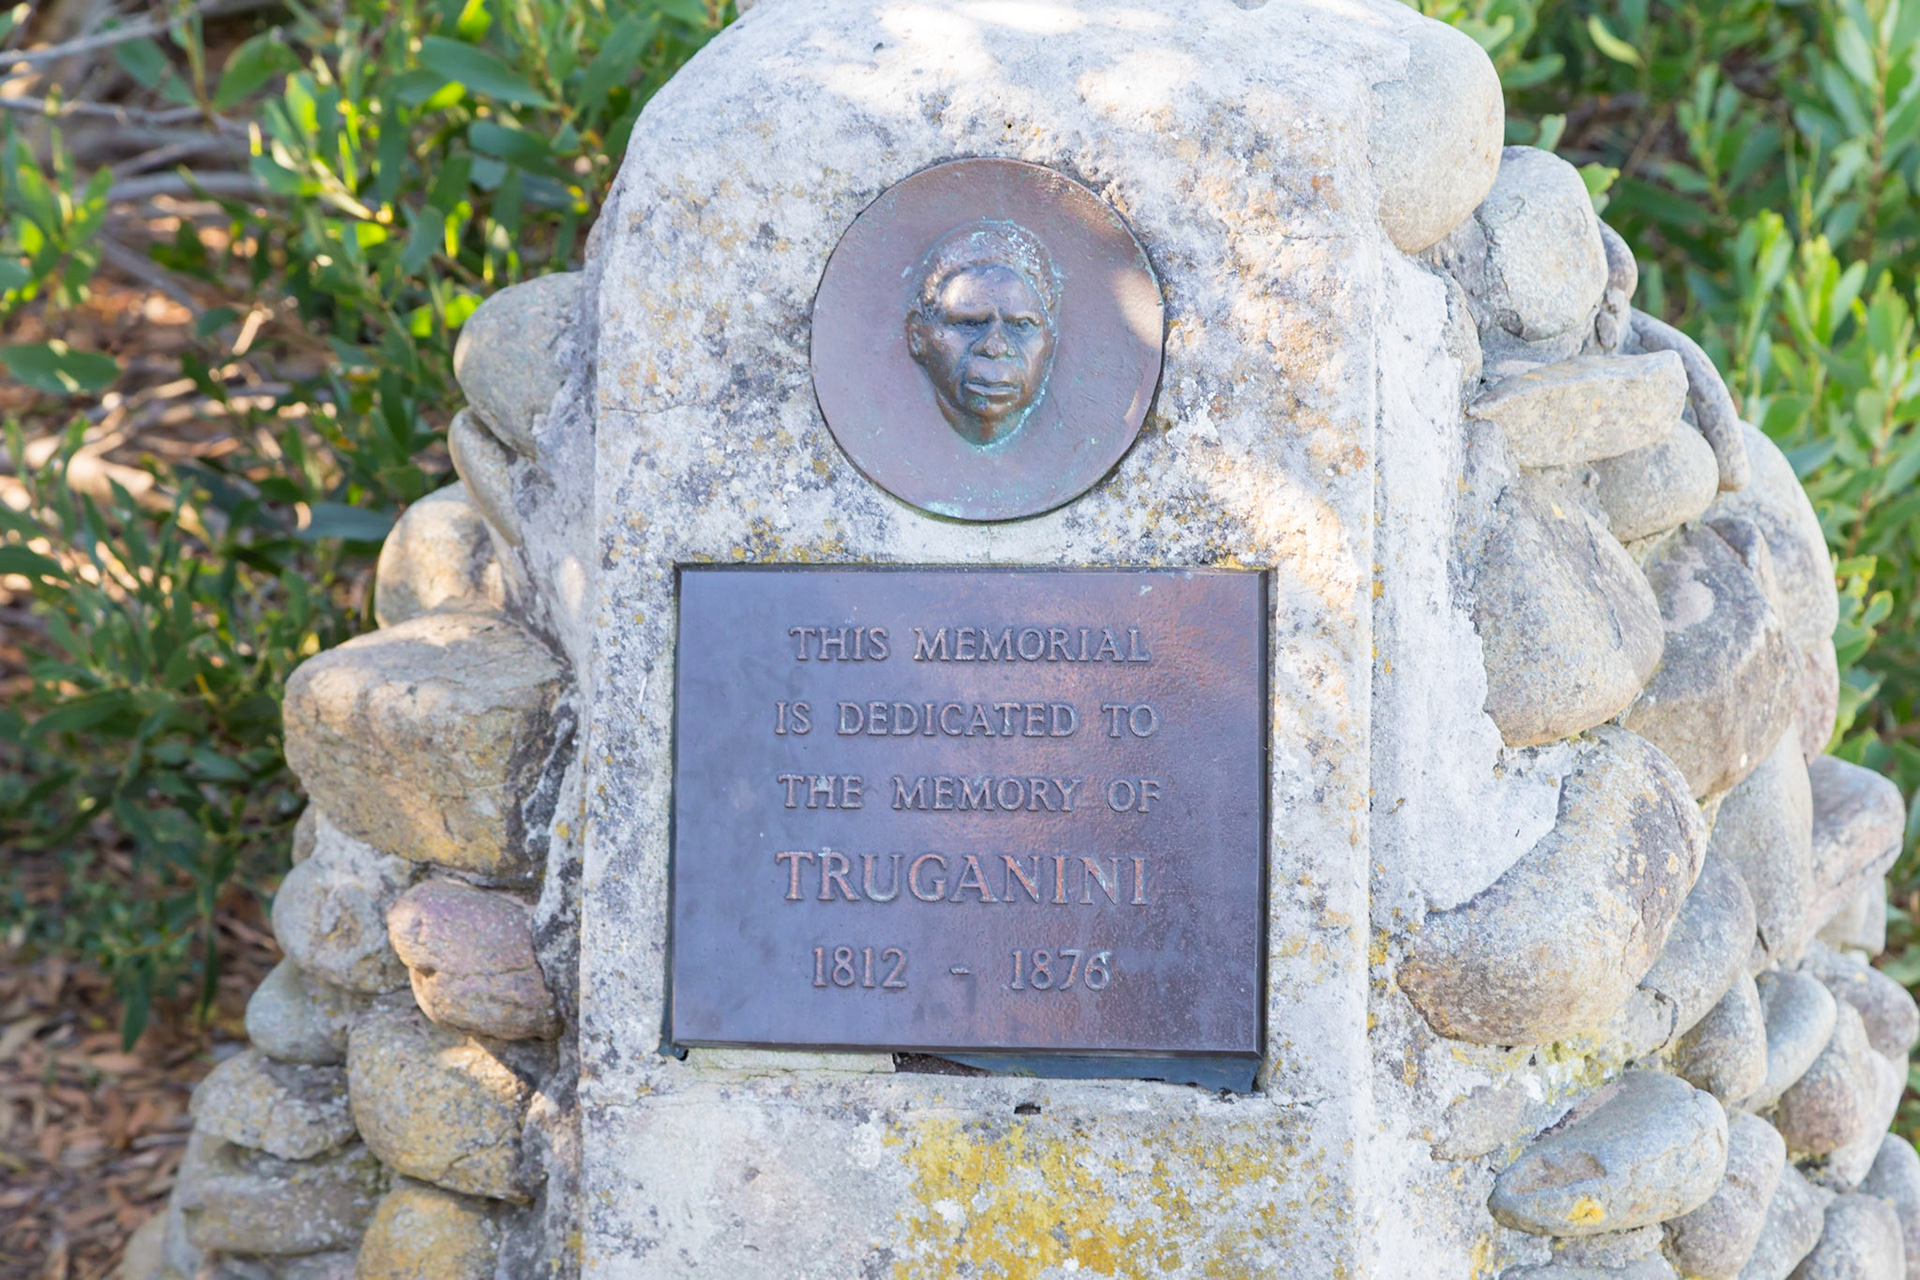 THIS MEMORIAL
IS DEDICATED TO
THE MEMORY OF
TRUGANINI
1812 - 1876